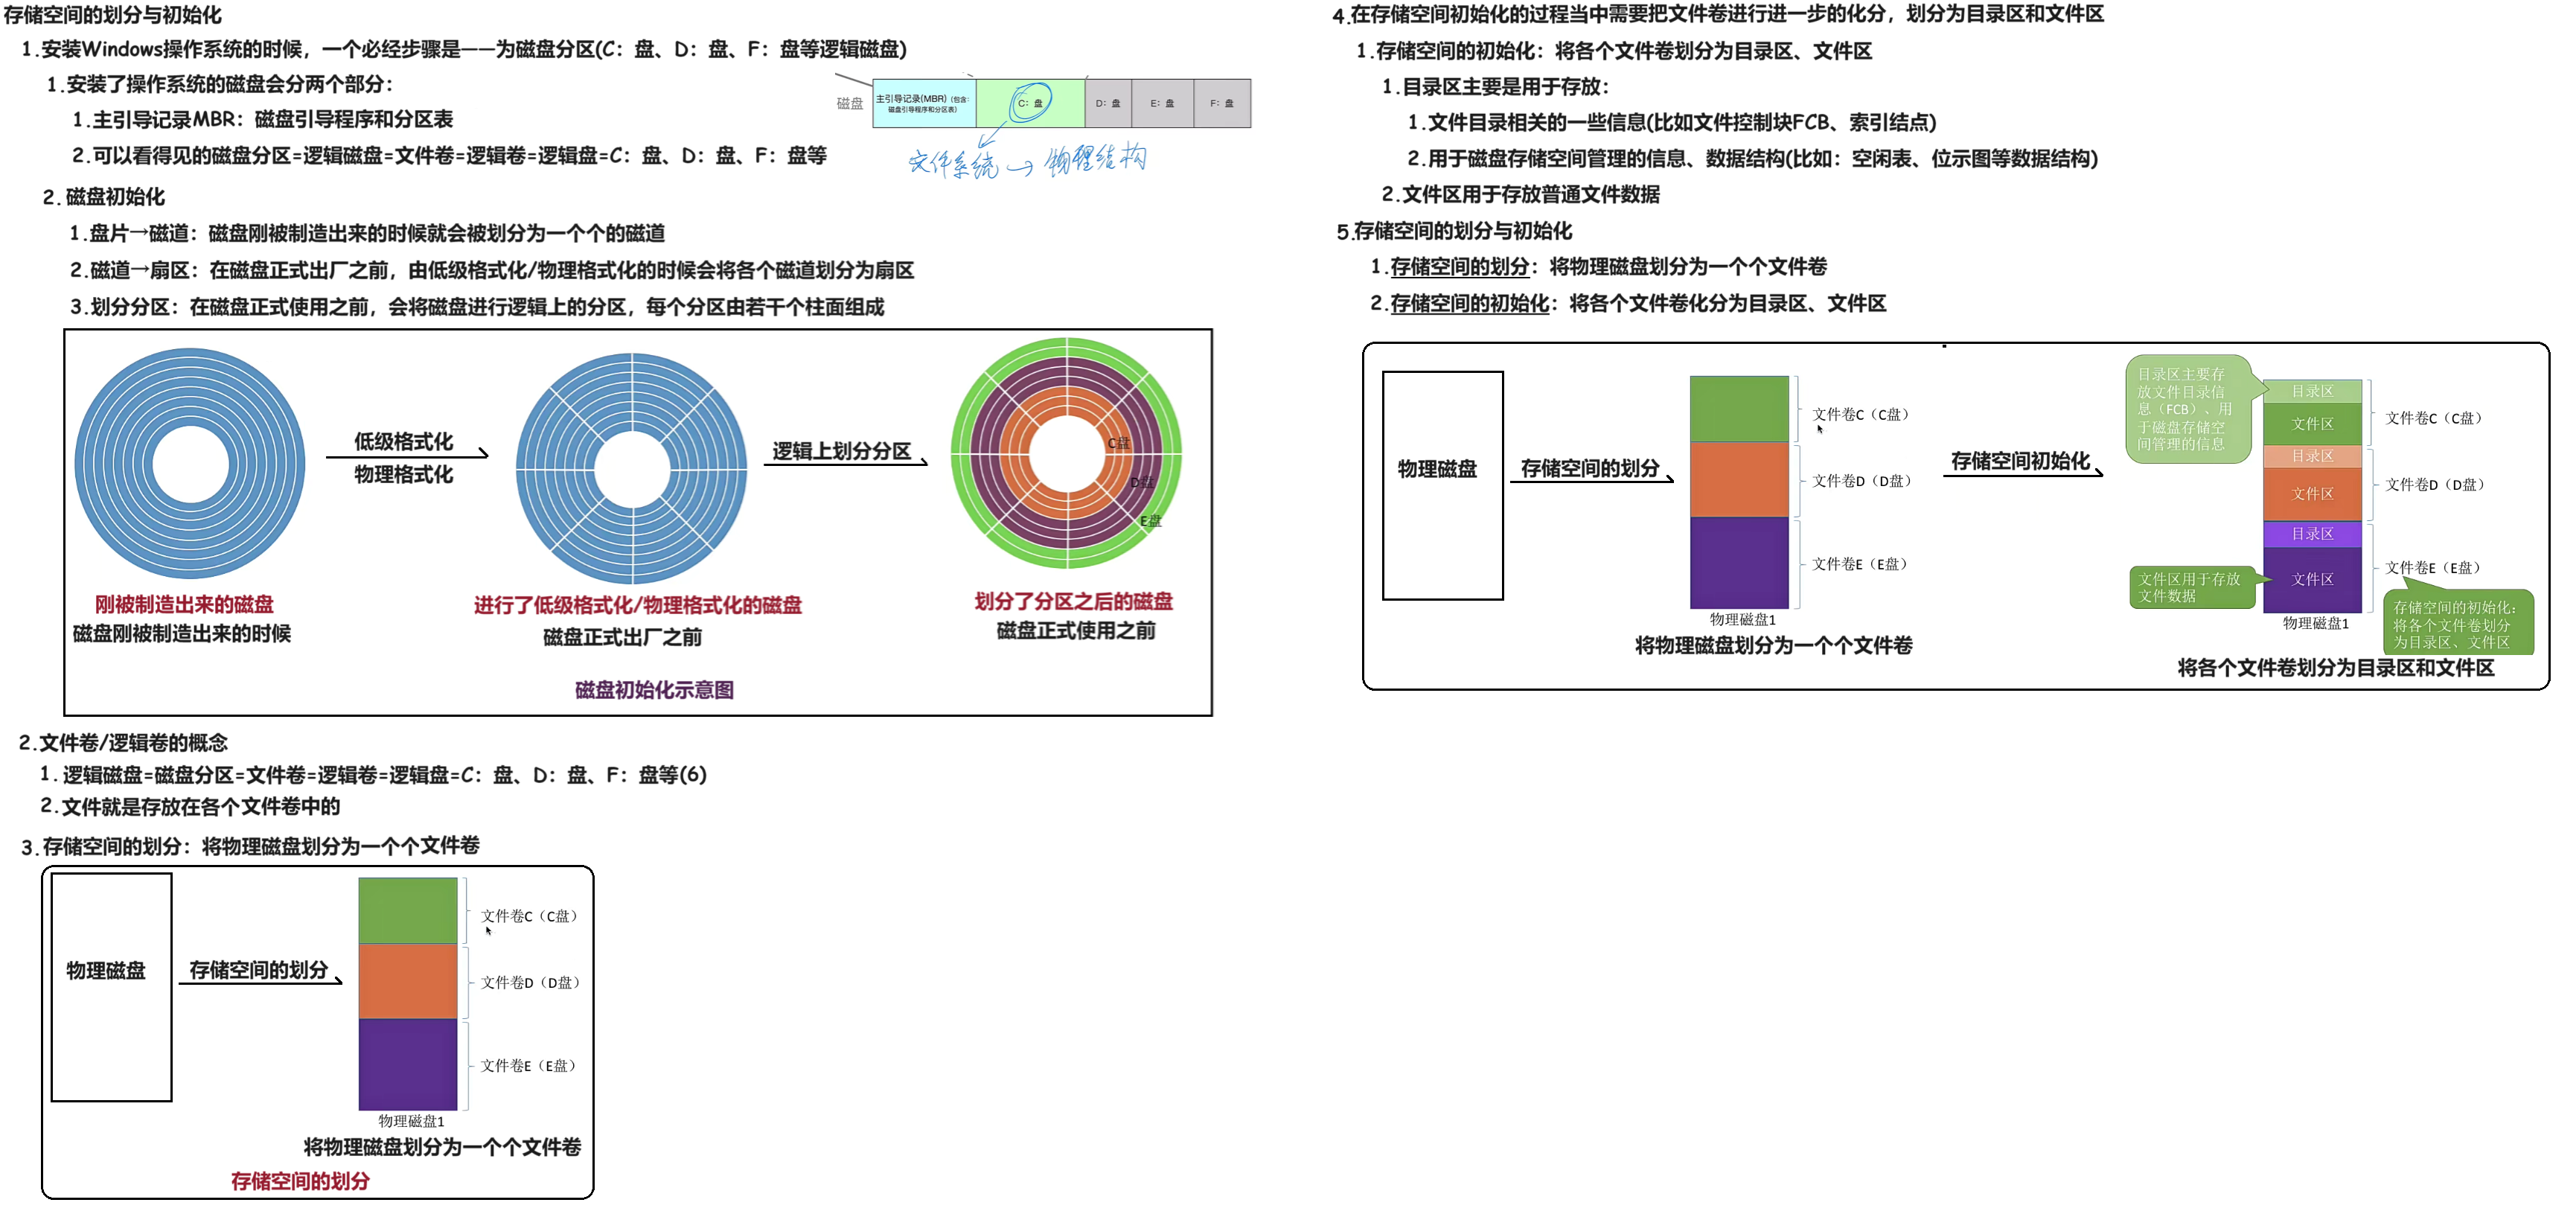 存储空间的划分与初始化
1.安装Windows操作系统的时候，一个必经步骤是——为磁盘分区(C：盘、D：盘、F：盘等逻辑磁盘)
1.安装了操作系统的磁盘会分两个部分：
1.主引导记录MBR：磁盘引导程序和分区表
2.可以看得见的磁盘分区=逻辑磁盘=文件卷=逻辑卷=逻辑盘=C：盘、D：盘、F：盘等
磁盘
主引导记录(MBR)（包含：
磁盘引导程序和分区表）
C：盘
D：盘
E：盘
F：盘
文件系统 → 物理结构
2.磁盘初始化
1.盘片→磁道：磁盘刚被制造出来的时候就会被划分为一个个的磁道
2.磁道→扇区：在磁盘正式出厂之前，由低级格式化/物理格式化的时候会将各个磁道划分为扇区
3.划分分区：在磁盘正式使用之前，会将磁盘进行逻辑上的分区，每个分区由若干个柱面组成
低级格式化
物理格式化
逻辑上划分分区
C盘
D盘
E盘
刚被制造出来的磁盘
磁盘刚被制造出来的时候
进行了低级格式化/物理格式化的磁盘
磁盘正式出厂之前
划分了分区之后的磁盘
磁盘正式使用之前
磁盘初始化示意图
2.文件卷/逻辑卷的概念
1.逻辑磁盘=磁盘分区=文件卷=逻辑卷=逻辑盘=C：盘、D：盘、F：盘等(6)
2.文件就是存放在各个文件卷中的
3.存储空间的划分：将物理磁盘划分为一个个文件卷
物理磁盘
存储空间的划分
文件卷C（C盘）
文件卷D（D盘）
文件卷E（E盘）
物理磁盘1
将物理磁盘划分为一个个文件卷
存储空间的划分
4.在存储空间初始化的过程当中需要把文件卷进行进一步的化分，划分为目录区和文件区
1.存储空间的初始化：将各个文件卷划分为目录区、文件区
1.目录区主要是用于存放：
1.文件目录相关的一些信息(比如文件控制块FCB、索引结点)
2.用于磁盘存储空间管理的信息、数据结构(比如：空闲表、位示图等数据结构)
2.文件区用于存放普通文件数据
5.存储空间的划分与初始化
1.存储空间的划分：将物理磁盘划分为一个个文件卷
2.存储空间的初始化：将各个文件卷化分为目录区、文件区
物理磁盘
存储空间的划分
文件卷C（C盘）
文件卷D（D盘）
文件卷E（E盘）
物理磁盘1
将物理磁盘划分为一个个文件卷
存储空间初始化
目录区主要存
放文件目录信
息（FCB）、用
于磁盘存储空
间管理的信息
目录区
文件区
目录区
文件区
目录区
文件区
文件卷C（C盘）
文件卷D（D盘）
文件卷E（E盘）
文件区用于存放
文件数据
存储空间的初始化：
将各个文件卷划分
为目录区、文件区
物理磁盘1
将各个文件卷划分为目录区和文件区